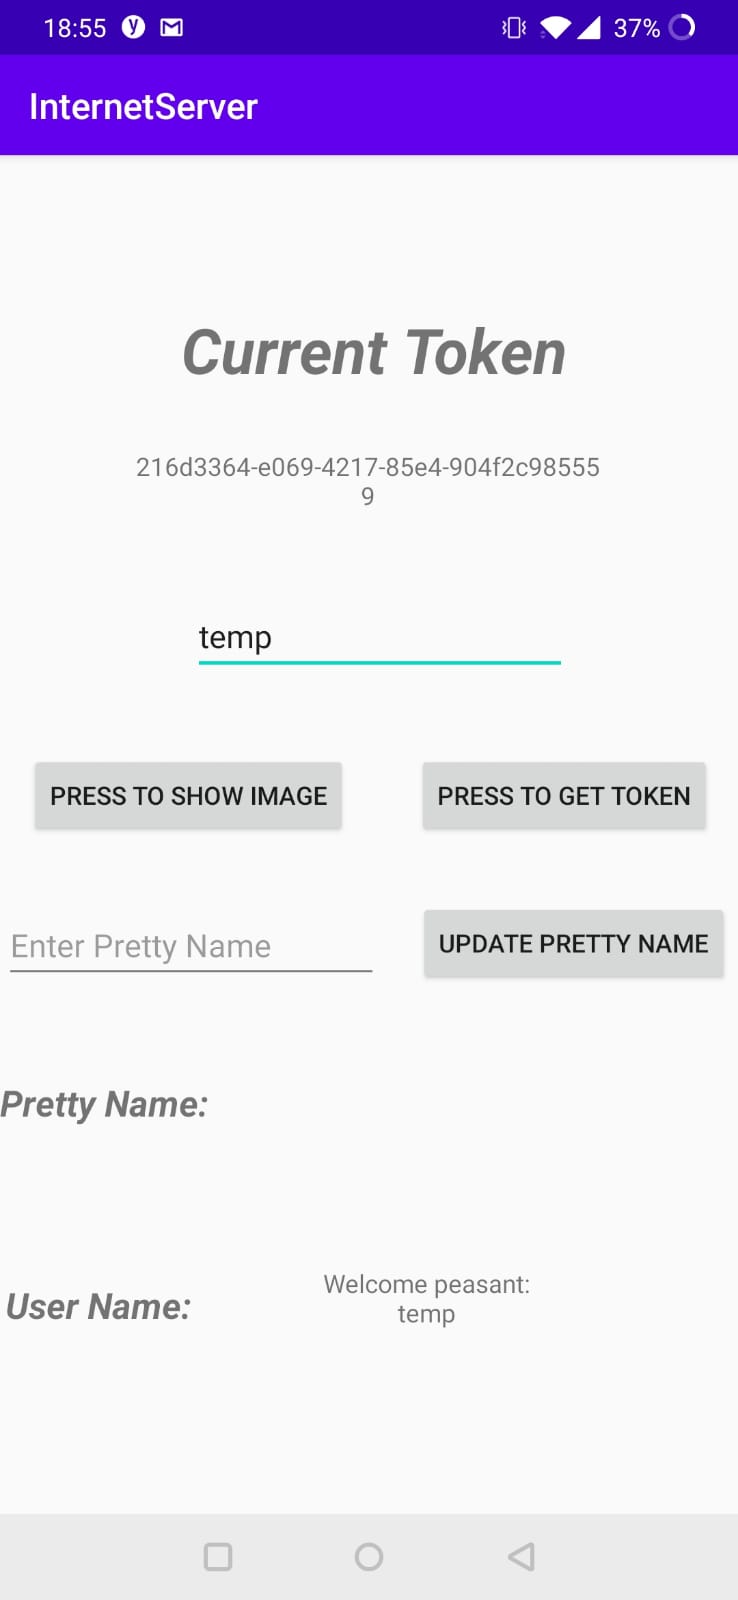 18:55 y M 37%
InternetServer
Current Token
216d3364-e069-4217-85e4-904f2c98555
9
temp
PRESS TO SHOW IMAGE PRESS TO GET TOKEN
Enter Pretty Name UPDATE PRETTY NAME
Pretty Name:
Welcome peasant:
User Name: temp